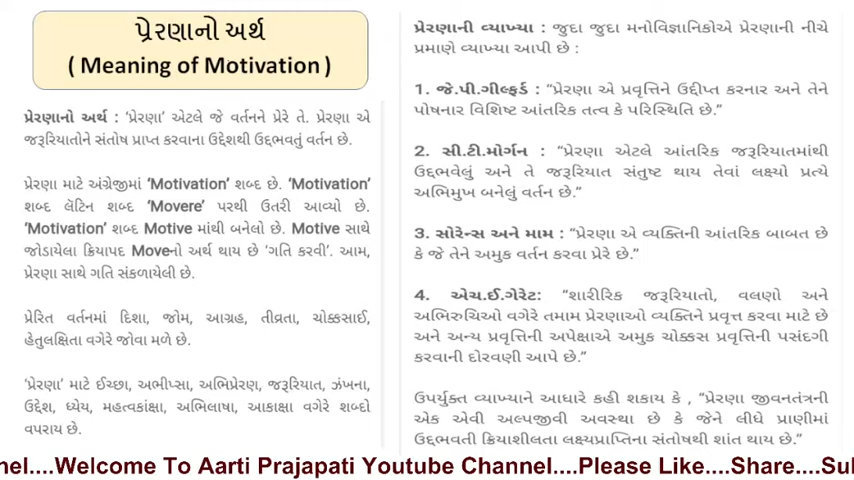 પ્રેરણાનો અર્થ
( Meaning of Motivation )
પ્રેરણાનો અર્થ : ‘પ્રેરણા’ એટલે જે વર્તનને પ્રેરે તે. પ્રેરણા એ
જરૂરિયાતોને સંતોષ પ્રાપ્ત કરવાના ઉદ્દેશથી ઉદ્દભવતું વર્તન છે.
પ્રેરણા માટે અંગ્રેજીમાં ‘Motivation’ શબ્દ છે. ‘Motivation’
શબ્દ લૅટિન શબ્દ ‘Movere’ પરથી ઉતરી આવ્યો છે.
‘Motivation’ શબ્દ Motive માંથી બનેલો છે. Motive સાથે
જોડાયેલા ક્રિયાપદ Moveનો અર્થ થાય છે ‘ગતિ કરવી’. આમ,
પ્રેરણા સાથે ગતિ સંકળાયેલી છે.
પ્રેરિત વર્તનમાં દિશા, જોમ, આગ્રહ, તીવ્રતા, ચોક્કસાઈ,
હેતુલક્ષિતા વગેરે જોવા મળે છે.
‘પ્રેરણા’ માટે ઈચ્છા, અભીપ્સા, અભિપ્રેરણ, જરૂરિયાત, ઝંખના,
ઉદ્દેશ, ધ્યેય, મહત્વકાંક્ષા, અભિલાષા, આકાક્ષા વગેરે શબ્દો
વપરાય છે.
પ્રેરણાની વ્યાખ્યા : જુદા જુદા મનોવિજ્ઞાનિકોએ પ્રેરણાની નીચે
પ્રમાણે વ્યાખ્યા આપી છે :
1. જે.પી.ગીલ્ફર્ડ : “પ્રેરણા એ પ્રવૃત્તિને ઉદ્દીપ્ત કરનાર અને તેને
પોષનાર વિશિષ્ટ આંતરિક તત્વ કે પરિસ્થિતિ છે.”
2. સી.ટી.મોર્ગન : “પ્રેરણા એટલે આંતરિક જરૂરિયાતમાંથી
ઉદ્દભવેલું અને તે જરૂરિયાત સંતુષ્ટ થાય તેવાં લક્ષ્યો પ્રત્યે
અભિમુખ બનેલું વર્તન છે.”
3. સોરેન્સ અને મામ : “પ્રેરણા એ વ્યક્તિની આંતરિક બાબત છે
કે જે તેને અમુક વર્તન કરવા પ્રેરે છે.”
4. એચ.ઈ.ગેરેટ: “શારીરિક જરૂરિયાતો, વલણો અને
અભિરુચિઓ વગેરે તમામ પ્રેરણાઓ વ્યક્તિને પ્રવૃત્ત કરવા માટે છે
અને અન્ય પ્રવૃત્તિની અપેક્ષાએ અમુક ચોક્કસ પ્રવૃત્તિની પસંદગી
કરવાની દોરવણી આપે છે.”
ઉપર્યુક્ત વ્યાખ્યાને આધારે કહી શકાય કે , “પ્રેરણા જીવનતંત્રની
એક એવી અલ્પજીવી અવસ્થા છે કે જેને લીધે પ્રાણીમાં
ઉદ્દભવતી ક્રિયાશીલતા લક્ષ્યપ્રાપ્તિના સંતોષથી શાંત થાય છે.”
nel....Welcome To Aarti Prajapati Youtube Channel....Please Like....Share....Sul